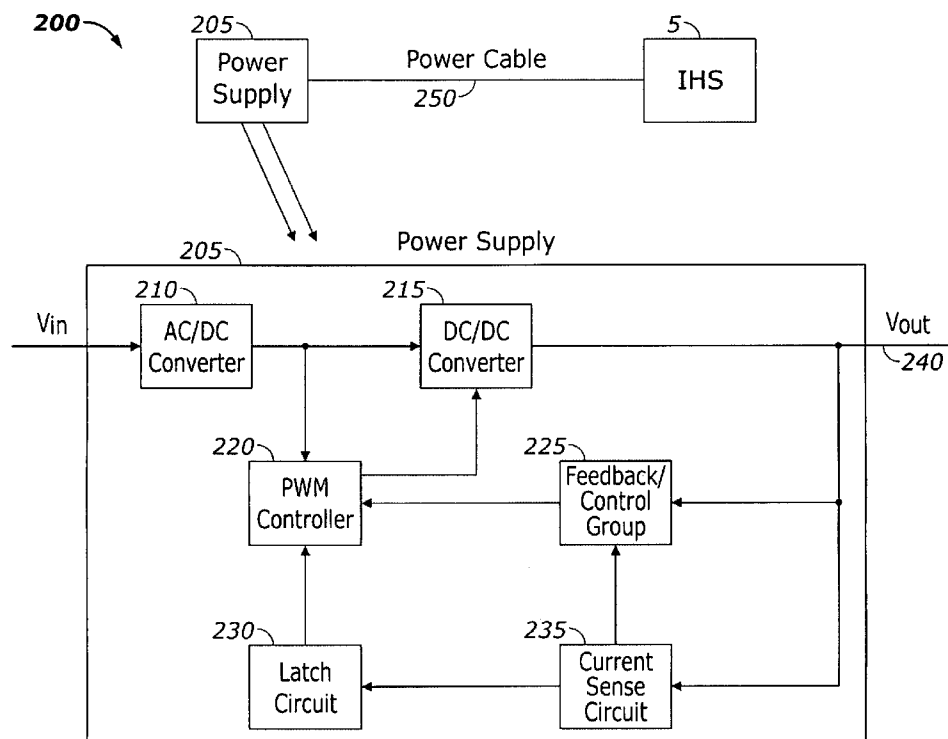 200
205
Power
Supply
Power Cable
250
5
IHS
Power Supply
205
Vin
210
AC/DC
Converter
215
DC/DC
Converter
Vout
240
220
PWM
Controller
225
Feedback/
Control
Group
230
Latch
Circuit
235
Current
Sense
Circuit